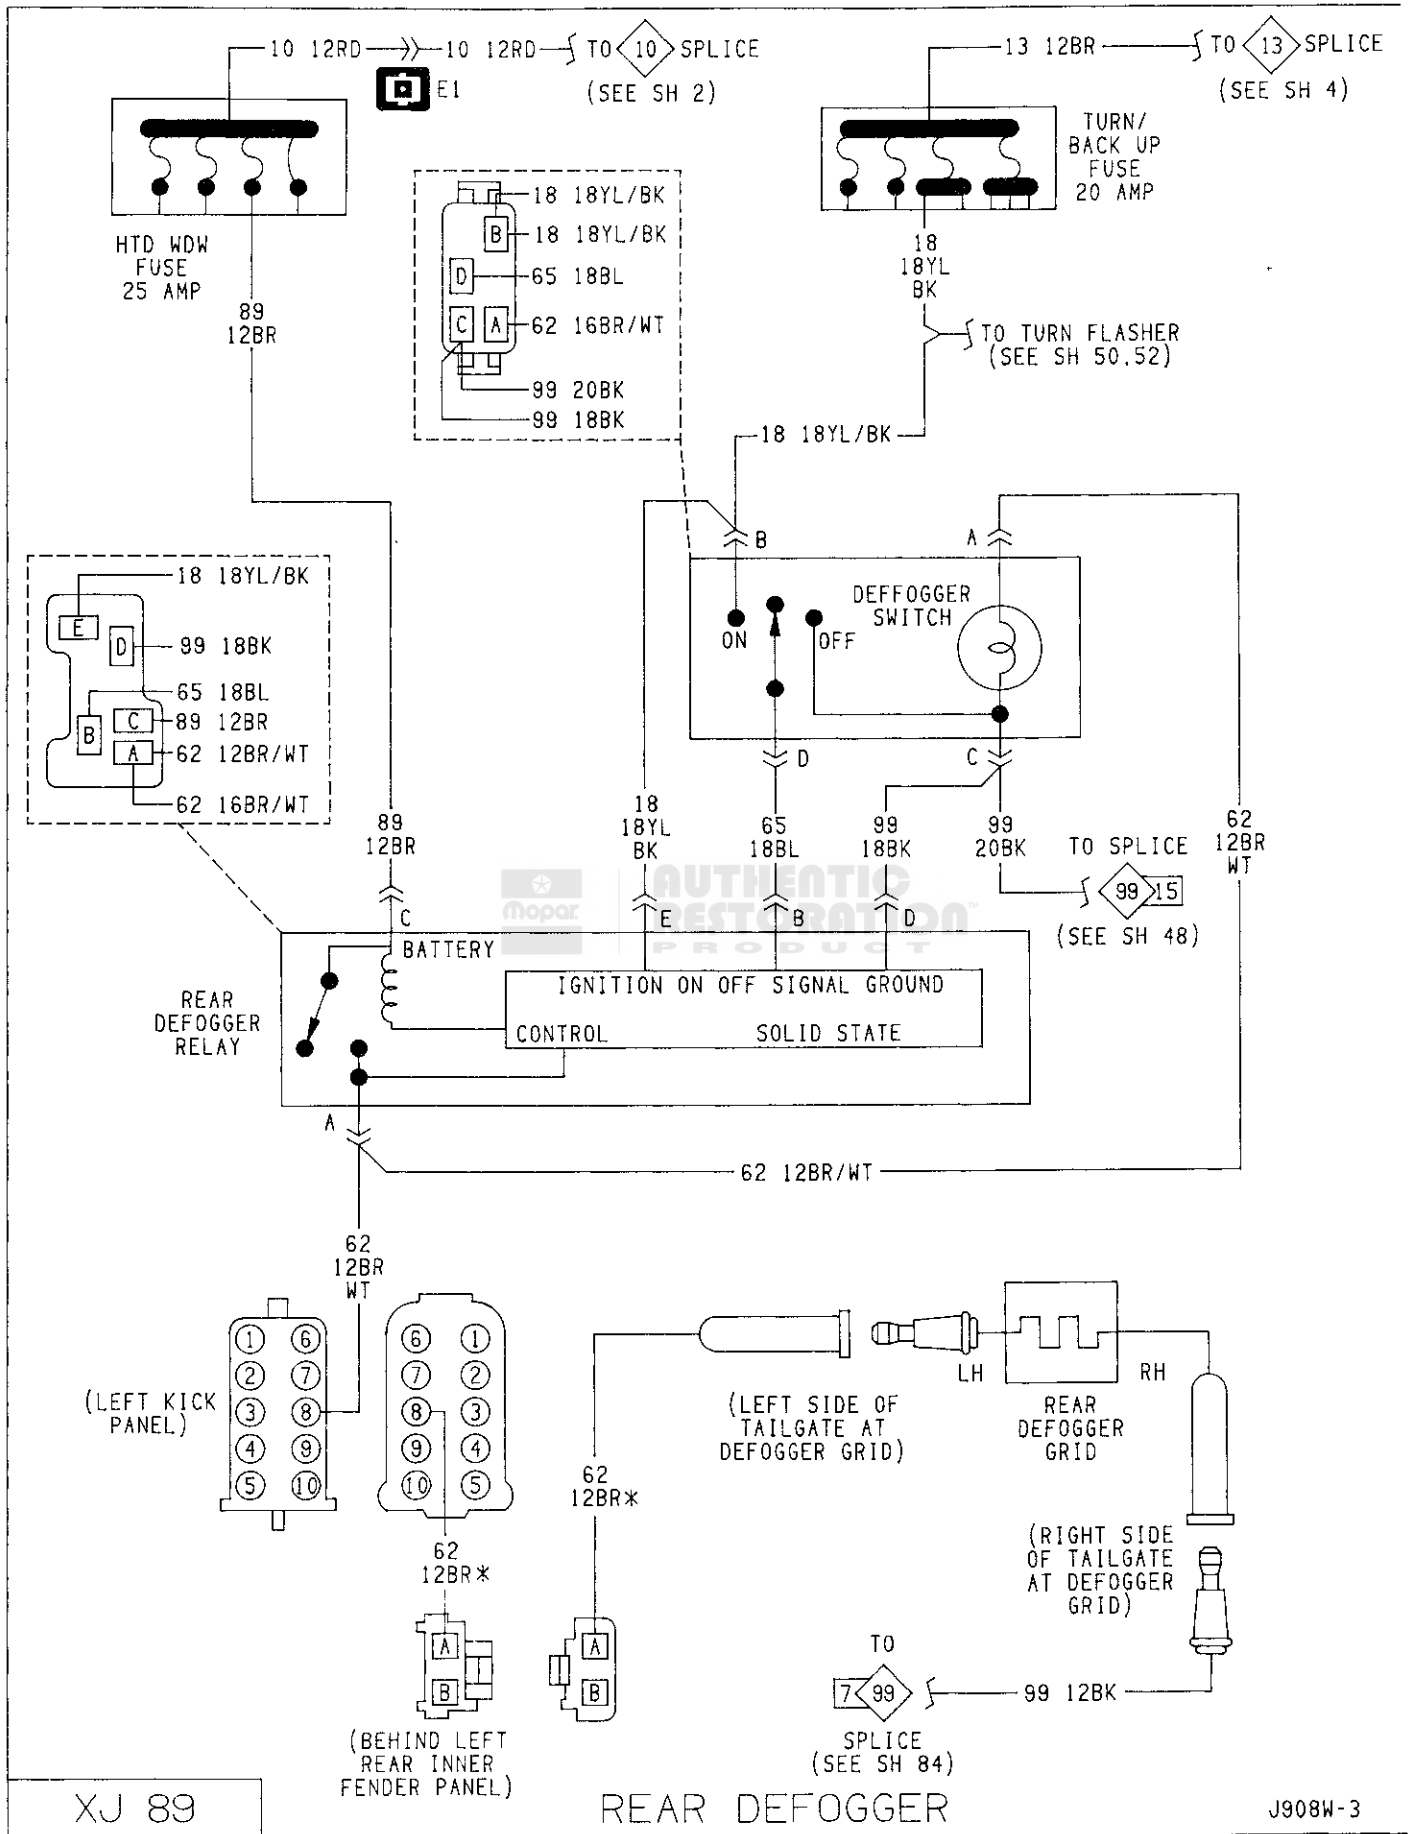 10 12RD
10 12RD
TO 10 SPLICE
(SEE SH 2)
E1
13 12BR
TO 13 SPLICE
(SEE SH 4)
TURN/
BACK UP
FUSE
20 AMP
HTD WDW
FUSE
25 AMP
89
12BR
18 18YL/BK
B
18 18YL/BK
D
65 18BL
C
A
62 16BR/WT
99 20BK
99 18BK
18
18YL
BK
TO TURN FLASHER
(SEE SH 50,52)
18 18YL/BK
B
A
DEFFOGGER
SWITCH
ON
OFF
D
C
18 18YL/BK
E
D
99 18BK
65 18BL
B
C
89 12BR
A
62 12BR/WT
62 16BR/WT
89
12BR
18
18YL
BK
65
18BL
99
18BK
99
20BK
62
12BR
WT
TO SPLICE
99 15
(SEE SH 48)
Mopar
AUTHENTIC
RESTORATION™
PRODUCT
C
E
B
D
BATTERY
IGNITION ON OFF SIGNAL GROUND
CONTROL
SOLID STATE
REAR
DEFOGGER
RELAY
A
62 12BR/WT
62
12BR
WT
1 6
2 7
3 8
4 9
5 10
(LEFT KICK
PANEL)
6 1
7 2
8 3
9 4
10 5
62
12BR*
A
B
(BEHIND LEFT
REAR INNER
FENDER PANEL)
62
12BR*
A
B
(LEFT SIDE OF
TAILGATE AT
DEFOGGER GRID)
LH
RH
REAR
DEFOGGER
GRID
(RIGHT SIDE
OF TAILGATE
AT DEFOGGER
GRID)
TO
7 99
99 12BK
SPLICE
(SEE SH 84)
XJ 89
REAR DEFOGGER
J908W-3